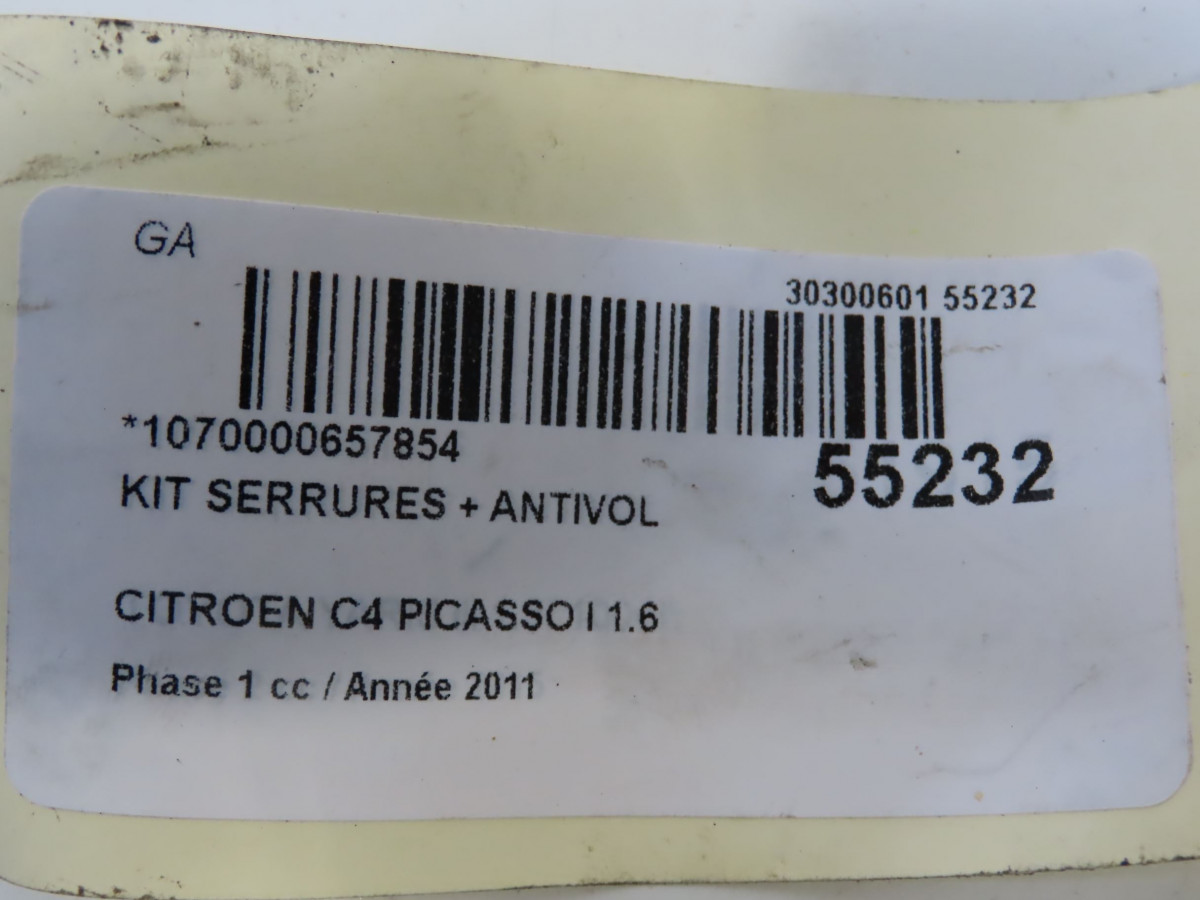 GA
30300601 55232
*1070000657854
55232
KIT SERRURES + ANTIVOL
CITROEN C4 PICASSO I 1.6
Phase 1 cc / Année 2011